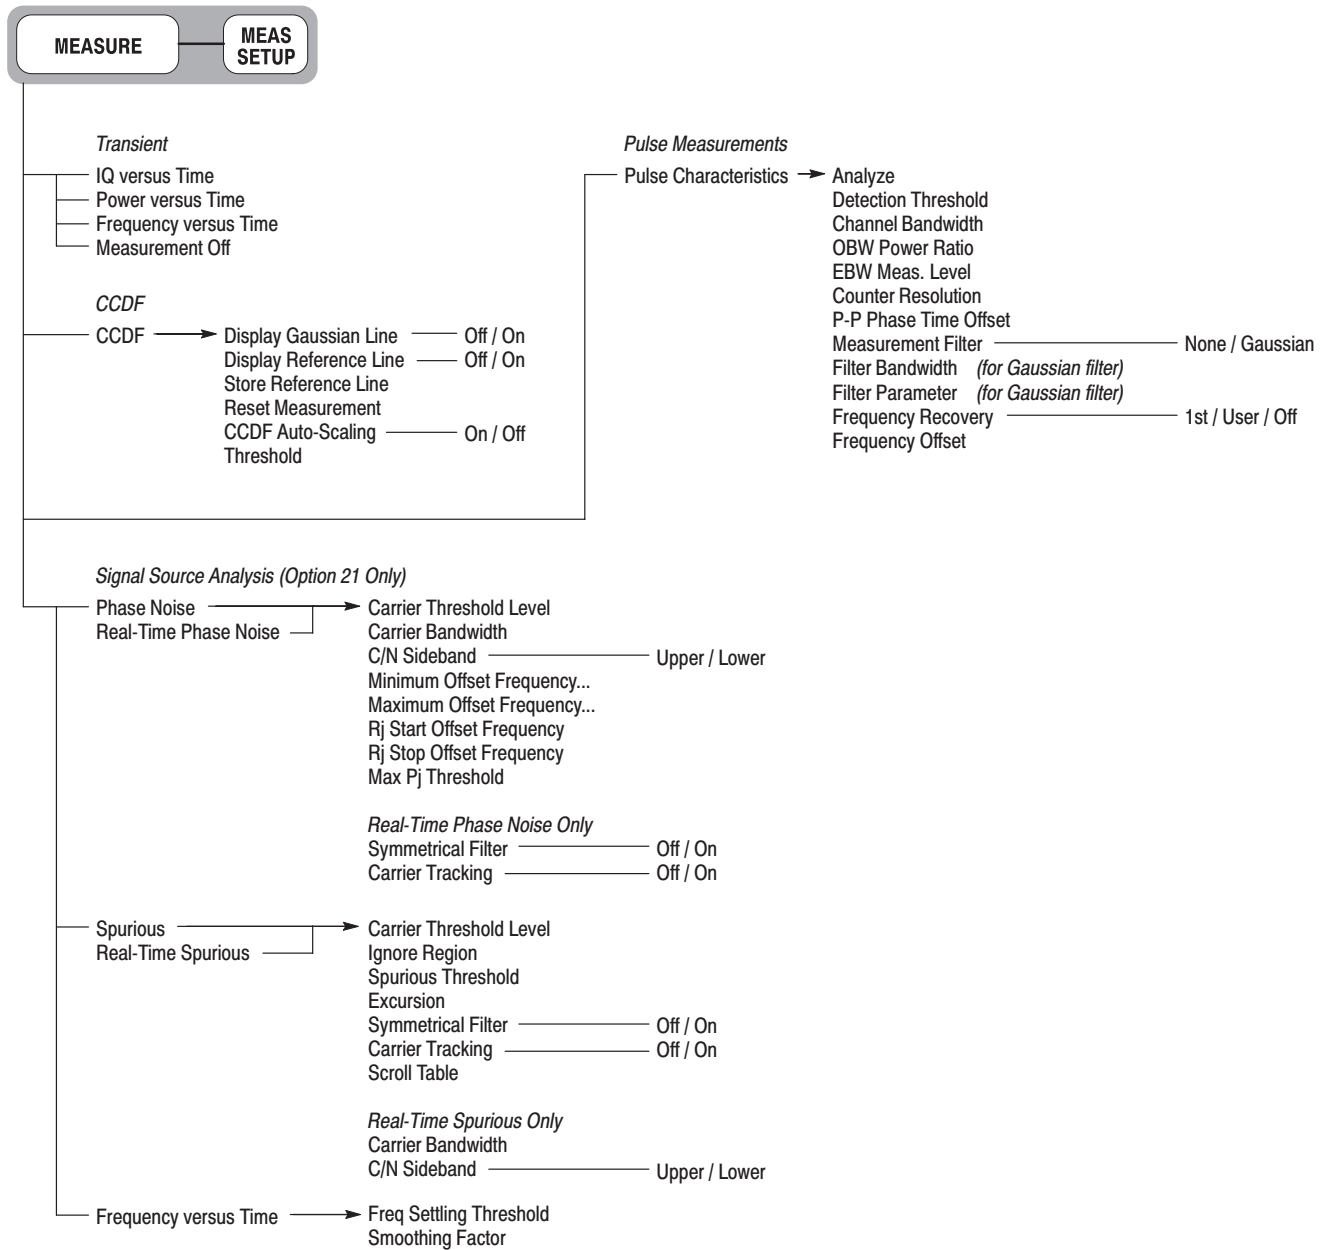 MEASURE
MEAS
SETUP
Transient
IQ versus Time
Power versus Time
Frequency versus Time
Measurement Off
CCDF
CCDF
Display Gaussian Line Off / On
Display Reference Line Off / On
Store Reference Line
Reset Measurement
CCDF Auto-Scaling On / Off
Threshold
Pulse Measurements
Pulse Characteristics
Analyze
Detection Threshold
Channel Bandwidth
OBW Power Ratio
EBW Meas. Level
Counter Resolution
P-P Phase Time Offset
Measurement Filter None / Gaussian
Filter Bandwidth (for Gaussian filter)
Filter Parameter (for Gaussian filter)
Frequency Recovery 1st / User / Off
Frequency Offset
Signal Source Analysis (Option 21 Only)
Phase Noise
Real-Time Phase Noise
Carrier Threshold Level
Carrier Bandwidth
C/N Sideband Upper / Lower
Minimum Offset Frequency...
Maximum Offset Frequency...
Rj Start Offset Frequency
Rj Stop Offset Frequency
Max Pj Threshold
Real-Time Phase Noise Only
Symmetrical Filter Off / On
Carrier Tracking Off / On
Spurious
Real-Time Spurious
Carrier Threshold Level
Ignore Region
Spurious Threshold
Excursion
Symmetrical Filter Off / On
Carrier Tracking Off / On
Scroll Table
Real-Time Spurious Only
Carrier Bandwidth
C/N Sideband Upper / Lower
Frequency versus Time
Freq Settling Threshold
Smoothing Factor